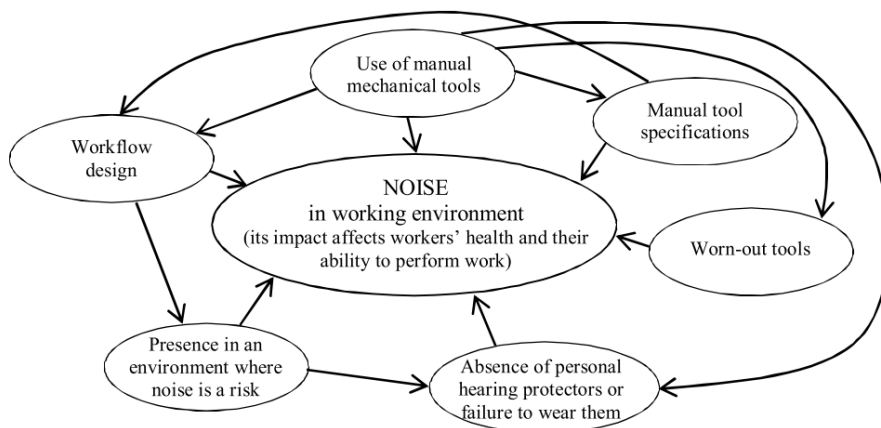 Use of manual
mechanical tools
Manual tool
specifications
Workflow
design
NOISE
in working environment
(its impact affects workers’ health and their
ability to perform work)
Worn-out tools
Presence in an
environment where
noise is a risk
Absence of personal
hearing protectors or
failure to wear them